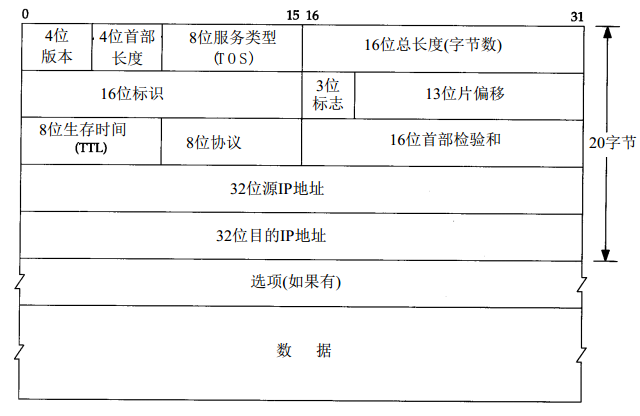 0 15 16 31
4位 4位首部 8位服务类型 16位总长度(字节数)
版本 长度 (TOS)
16位标识 3位 13位片偏移
标志
8位生存时间 8位协议 16位首部检验和
(TTL)
20字节
32位源IP地址
32位目的IP地址
选项(如果有)
数 据